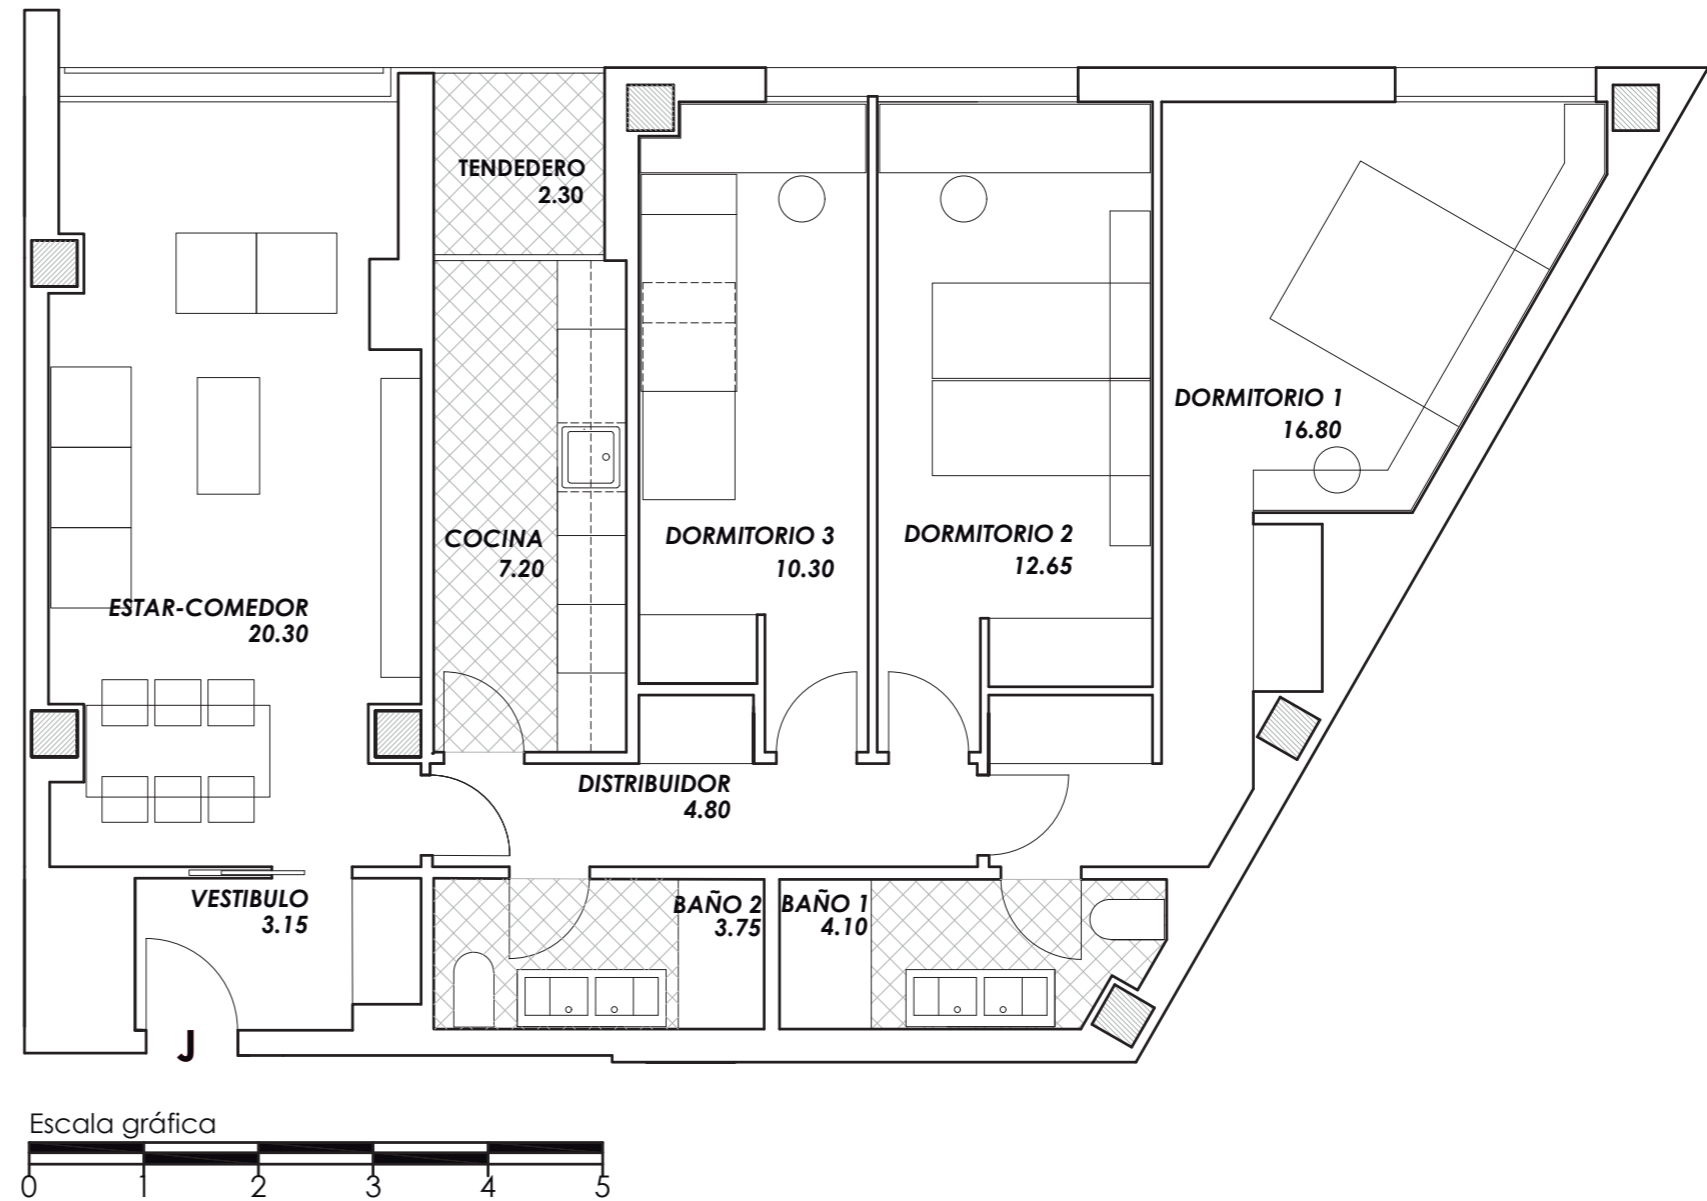 TENDEDERO
2.30
DORMITORIO 1
16.80
COCINA
7.20
DORMITORIO 3
10.30
DORMITORIO 2
12.65
ESTAR-COMEDOR
20.30
DISTRIBUIDOR
4.80
VESTIBULO
3.15
BAÑO 2
3.75
BAÑO 1
4.10
J
Escala gráfica
0 1 2 3 4 5